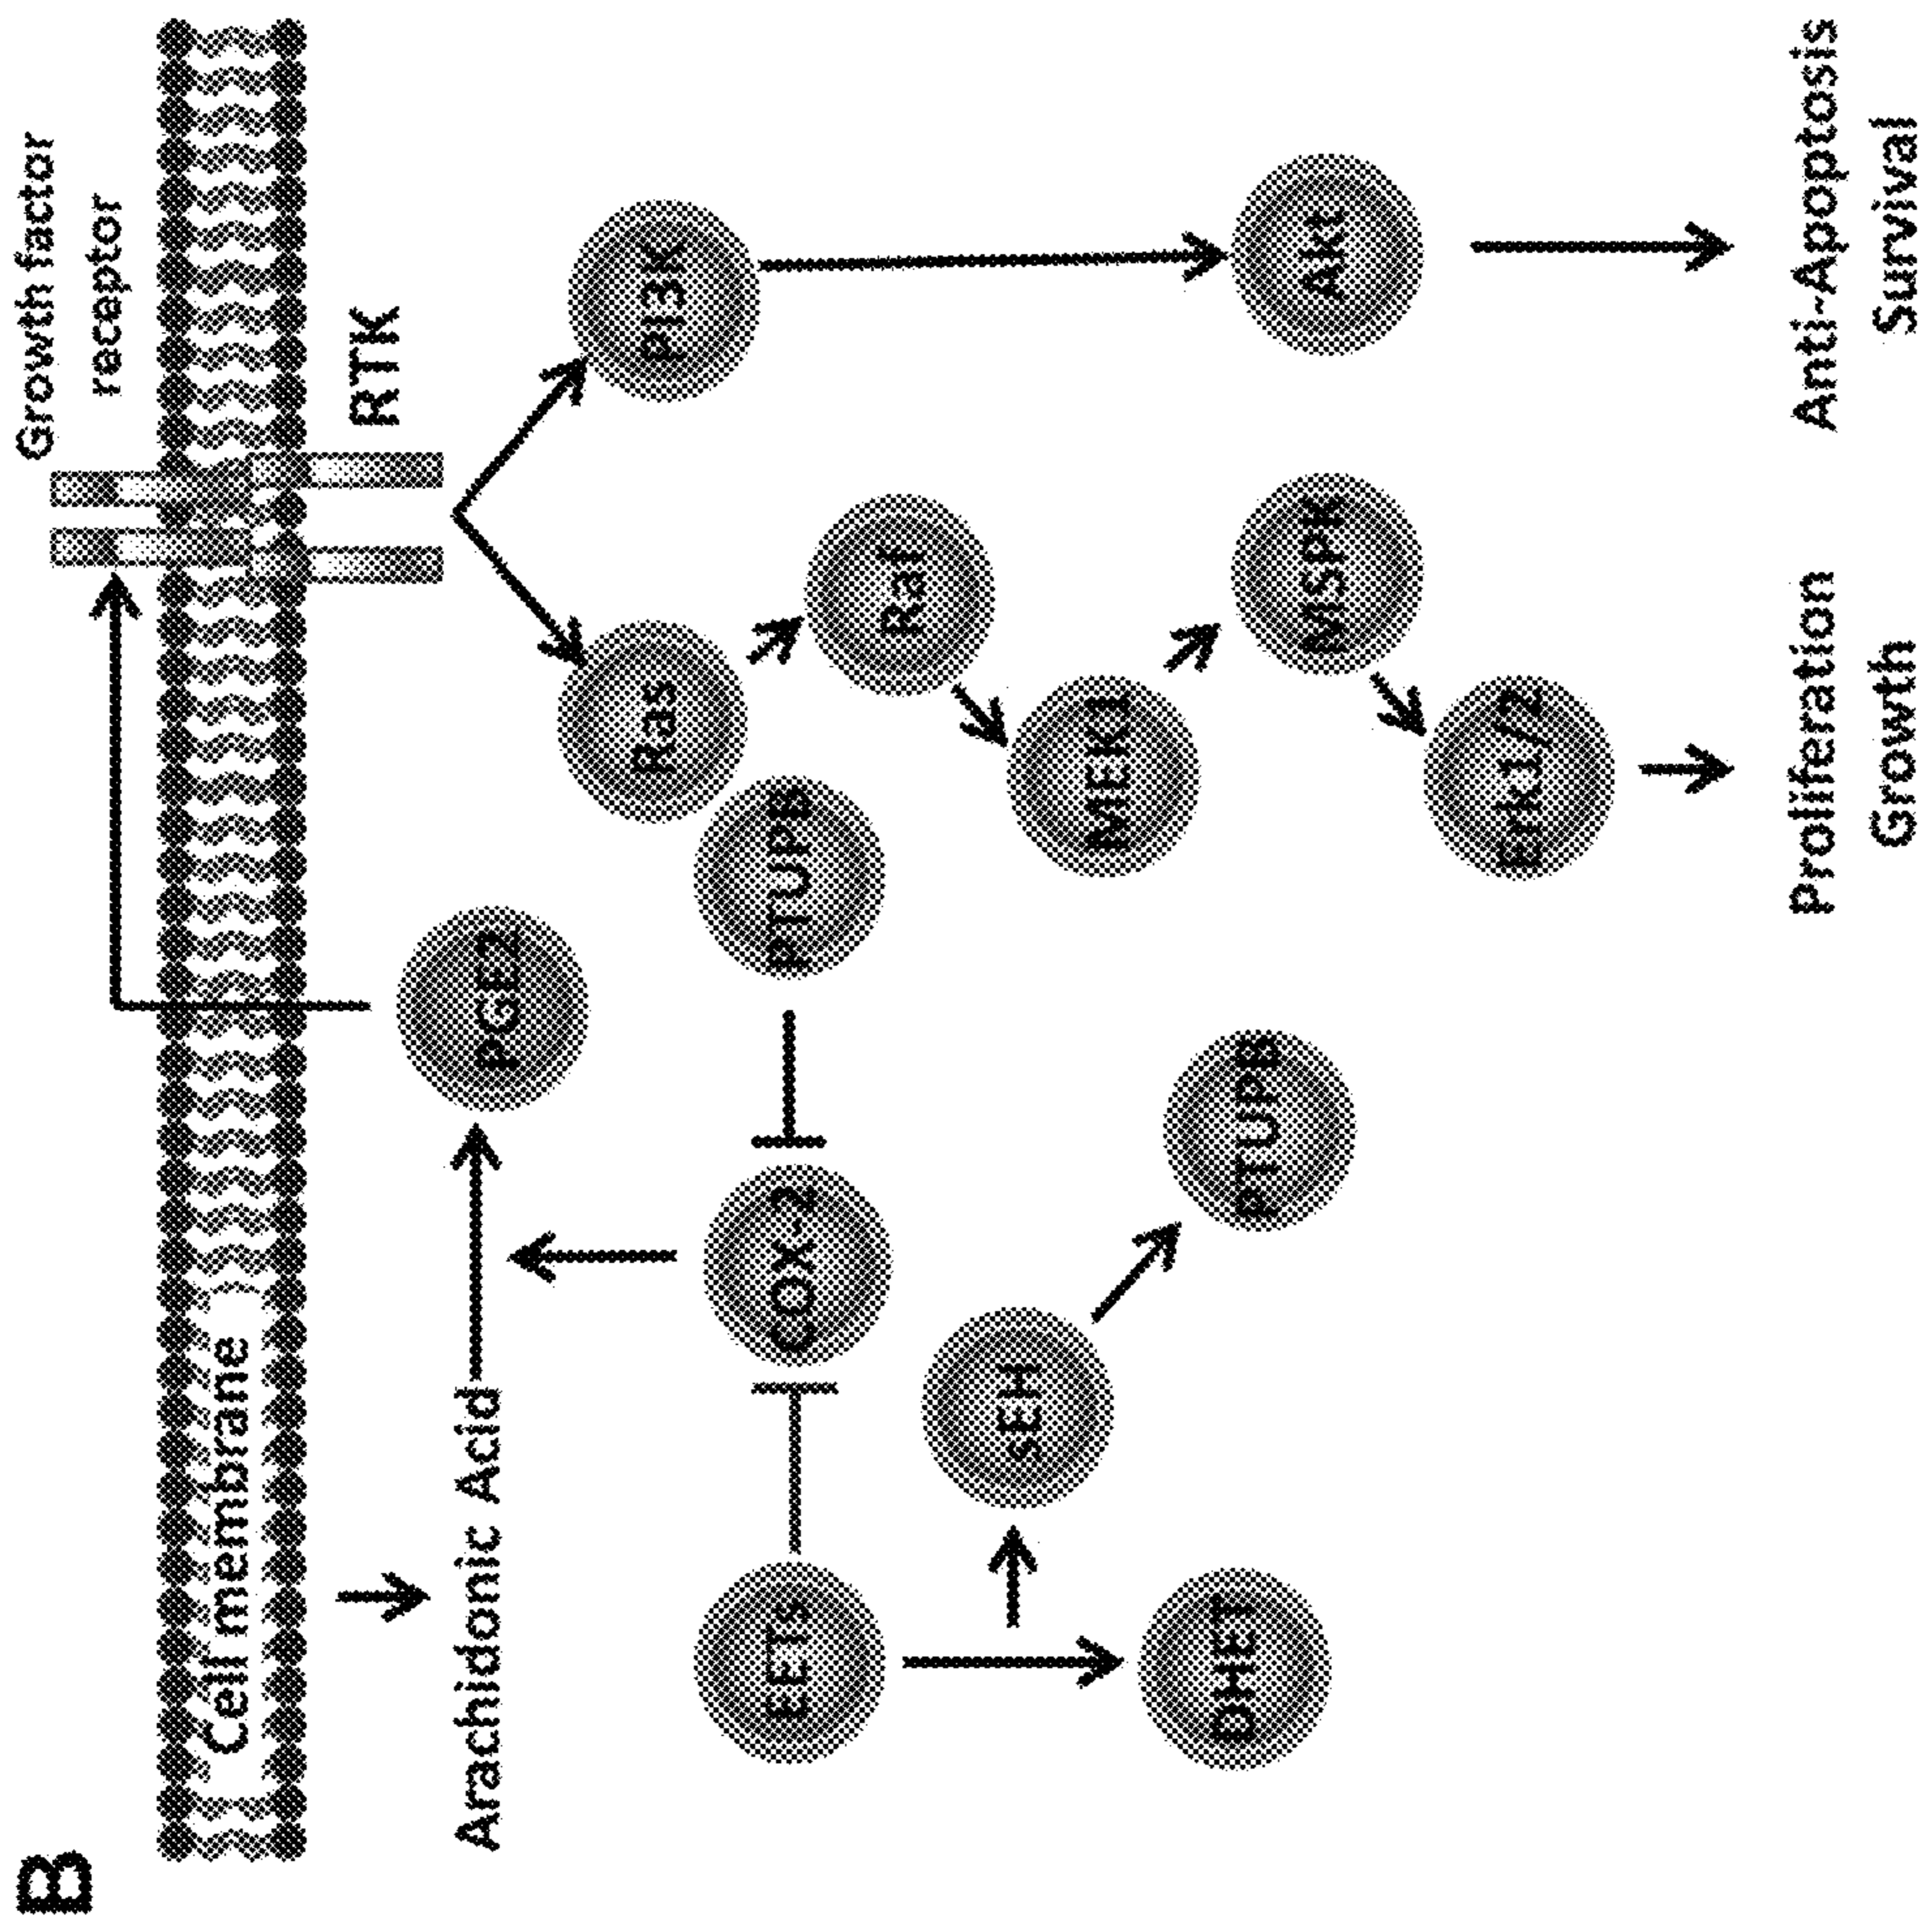 B
Growth factor
raceptor
Cell membrane
RTK
Arachidonic Acid
PGE2
PI3K
Ras
EETs
COX-2
PTUPB
Raf
sEH
MEK1
DHET
PTUPB
MSPK
Akt
Erk1/2
Proliferation
Growth
Anti-Apoptosis
Survival